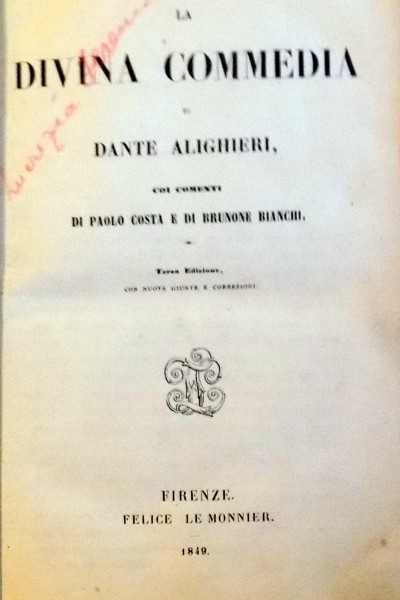 LA
DIVINA COMMEDIA
DI
DANTE ALIGHIERI,
COI COMENTI
DI PAOLO COSTA E DI BRUNONE BIANCHI.
Terza Edizione,
CON NUOVE GIUNTE E CORREZIONI.
FIRENZE.
FELICE LE MONNIER.
1849.
Lucrezia